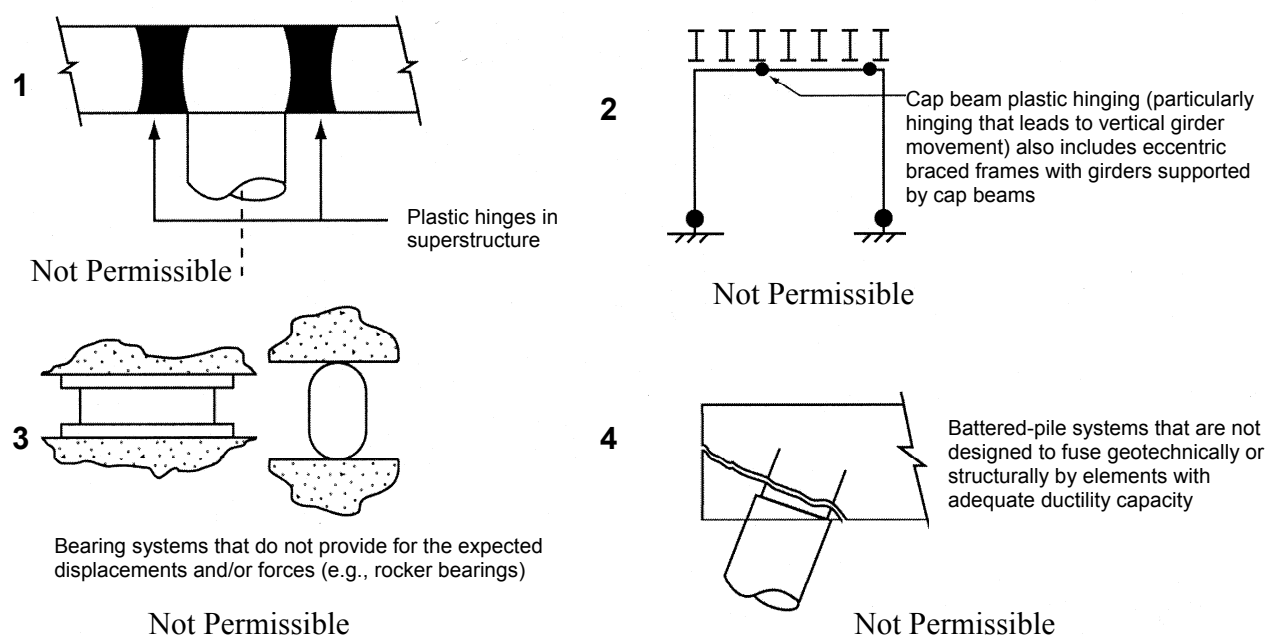 1
Plastic hinges in
superstructure
Not Permissible
2
Cap beam plastic hinging (particularly
hinging that leads to vertical girder
movement) also includes eccentric
braced frames with girders supported
by cap beams
Not Permissible
3
Bearing systems that do not provide for the expected
displacements and/or forces (e.g., rocker bearings)
Not Permissible
4
Battered-pile systems that are not
designed to fuse geotechnically or
structurally by elements with
adequate ductility capacity
Not Permissible